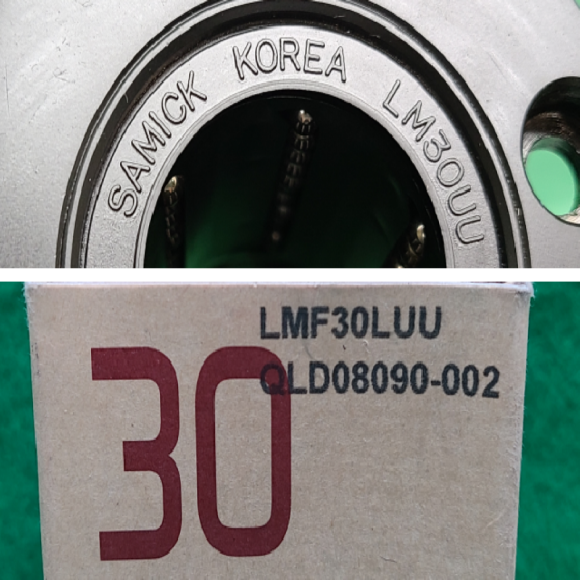 SAMICK KOREA LM30UU
LMF30LUU
QLD08090-002
30